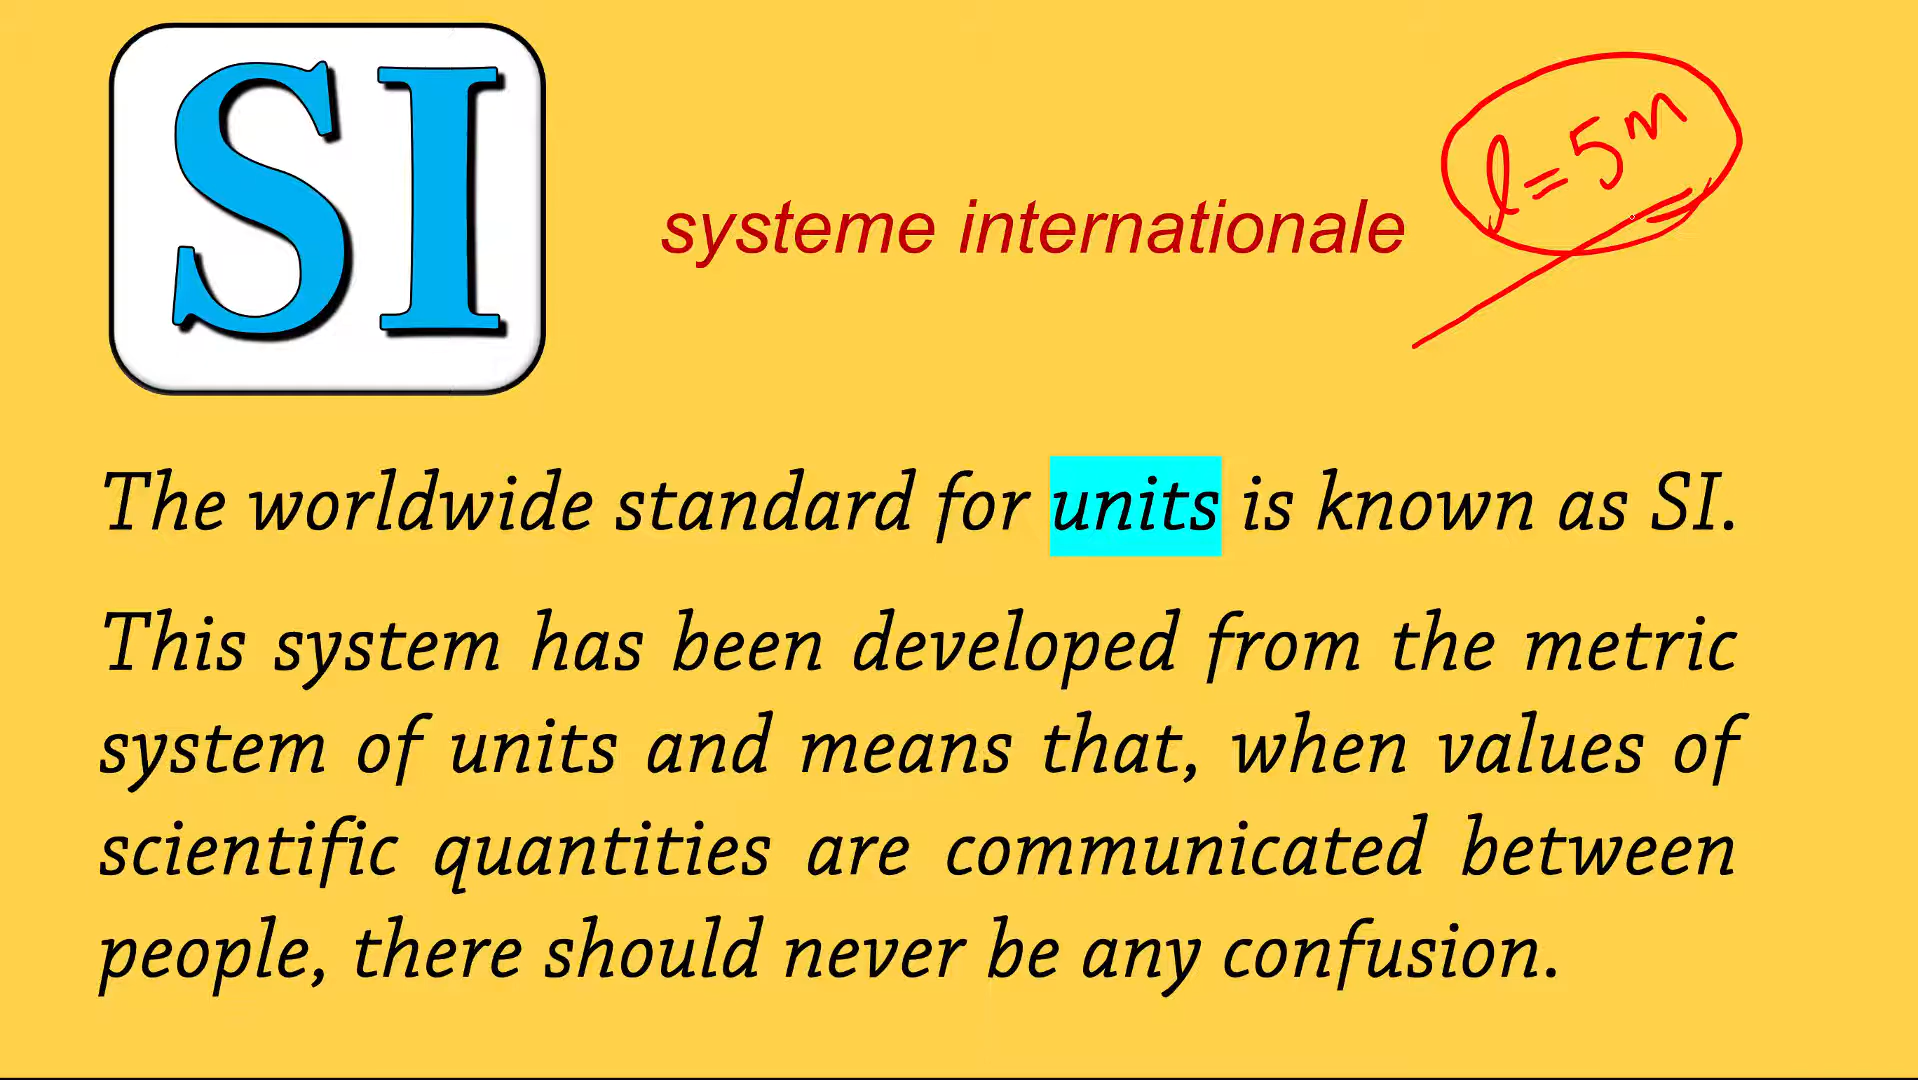 SI
systeme internationale
l = 5 m
The worldwide standard for units is known as SI.
This system has been developed from the metric
system of units and means that, when values of
scientific quantities are communicated between
people, there should never be any confusion.